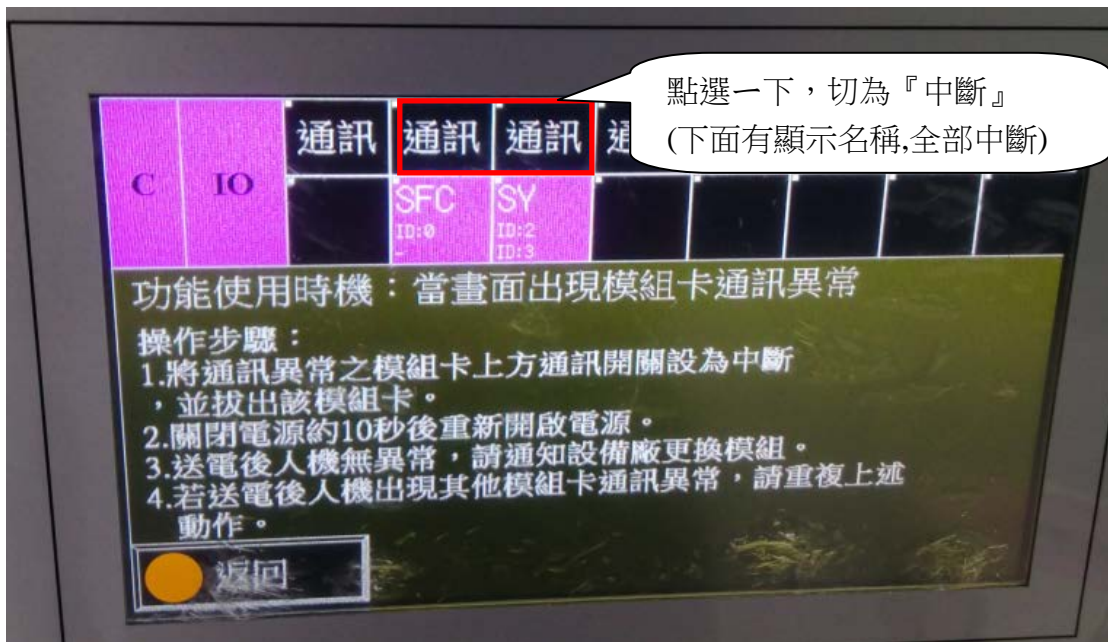 點選一下，切為『中斷』
(下面有顯示名稱,全部中斷)
C IO 通訊 通訊 通訊
SFC SY
ID:0 ID:2
- ID:3
功能使用時機：當畫面出現模組卡通訊異常
操作步驟：
1.將通訊異常之模組卡上方通訊開關設為中斷
，並拔出該模組卡。
2.關閉電源約10秒後重新開啟電源。
3.送電後人機無異常，請通知設備廠更換模組。
4.若送電後人機出現其他模組卡通訊異常，請重複上述
動作。
返回